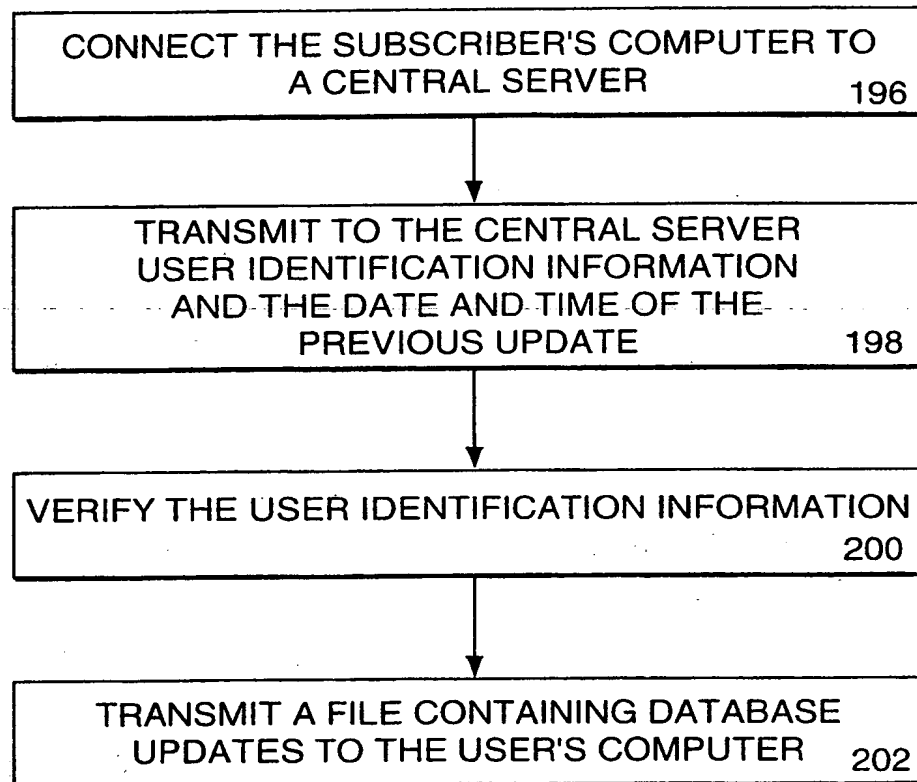 CONNECT THE SUBSCRIBER'S COMPUTER TO
A CENTRAL SERVER
196
TRANSMIT TO THE CENTRAL SERVER
USER IDENTIFICATION INFORMATION
AND THE DATE AND TIME OF THE
PREVIOUS UPDATE
198
VERIFY THE USER IDENTIFICATION INFORMATION
200
TRANSMIT A FILE CONTAINING DATABASE
UPDATES TO THE USER'S COMPUTER
202